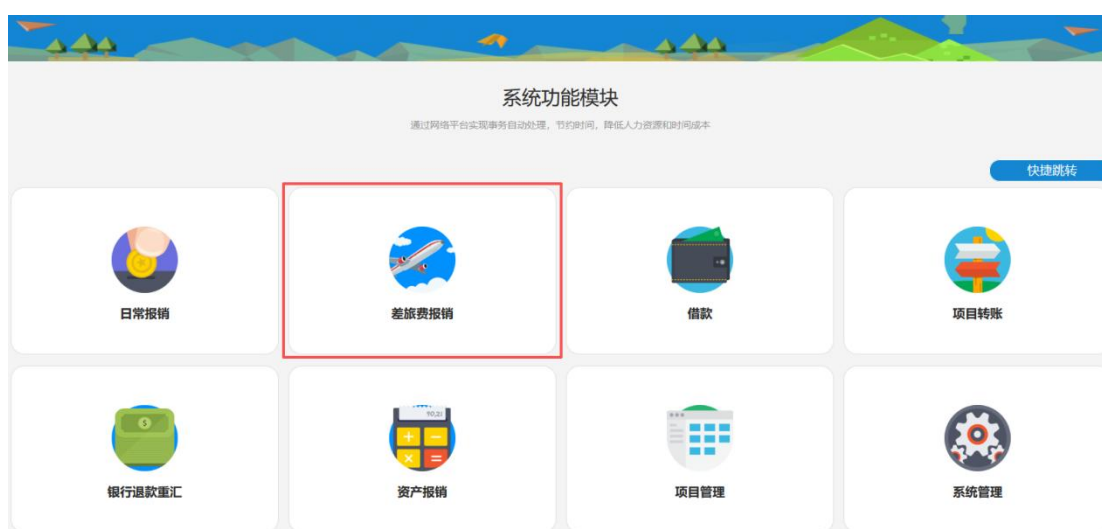 系统功能模块
通过网络平台实现事务自动处理，节约时间，降低人力资源和时间成本
快捷跳转
日常报销
差旅费报销
借款
项目转账
银行退款重汇
资产报销
项目管理
系统管理